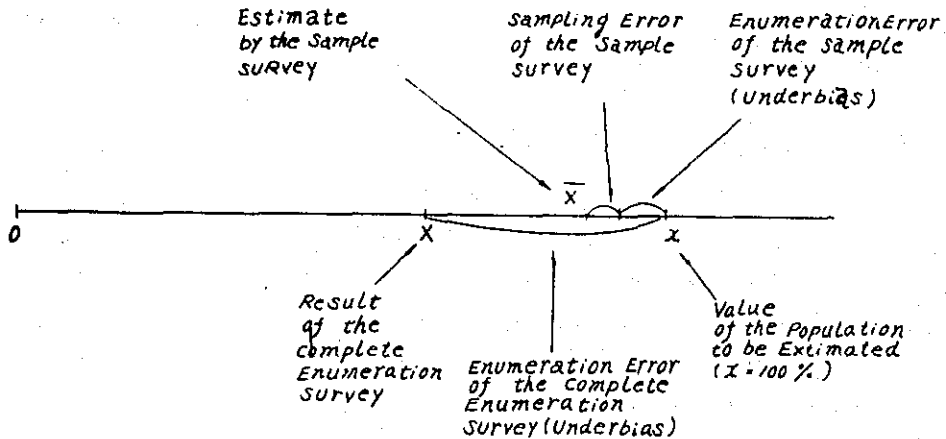 Estimate
by the Sample
SURVEY
Sampling Error
of the Sample
Survey
Enumeration Error
of the Sample
Survey
(Underbias)
X̄
0
X
x
Result
of the
Complete
Enumeration
Survey
Enumeration Error
of the Complete
Enumeration
Survey (Underbias)
Value
of the Population
to be Extimated
(x = 100 %)